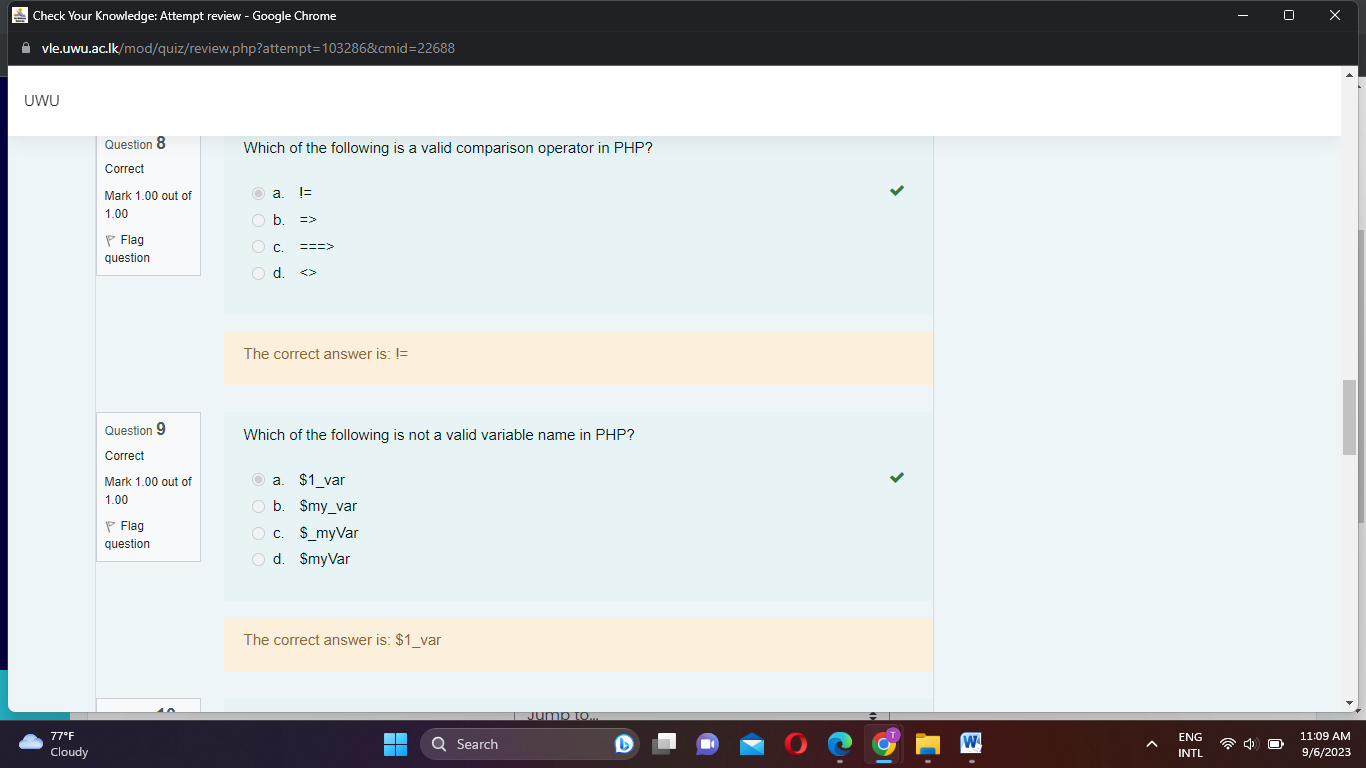 Check Your Knowledge: Attempt review - Google Chrome
vle.uwu.ac.lk/mod/quiz/review.php?attempt=103286&cmid=22688
UWU
Question 8
Correct
Mark 1.00 out of
1.00
Flag
question
Which of the following is a valid comparison operator in PHP?
a. !=
b. =>
c. ===>
d. <>
The correct answer is: !=
Question 9
Correct
Mark 1.00 out of
1.00
Flag
question
Which of the following is not a valid variable name in PHP?
a. $1_var
b. $my_var
c. $_myVar
d. $myVar
The correct answer is: $1_var
10
Jump to...
77°F
Cloudy
Search
T
W
ENG
INTL
11:09 AM
9/6/2023